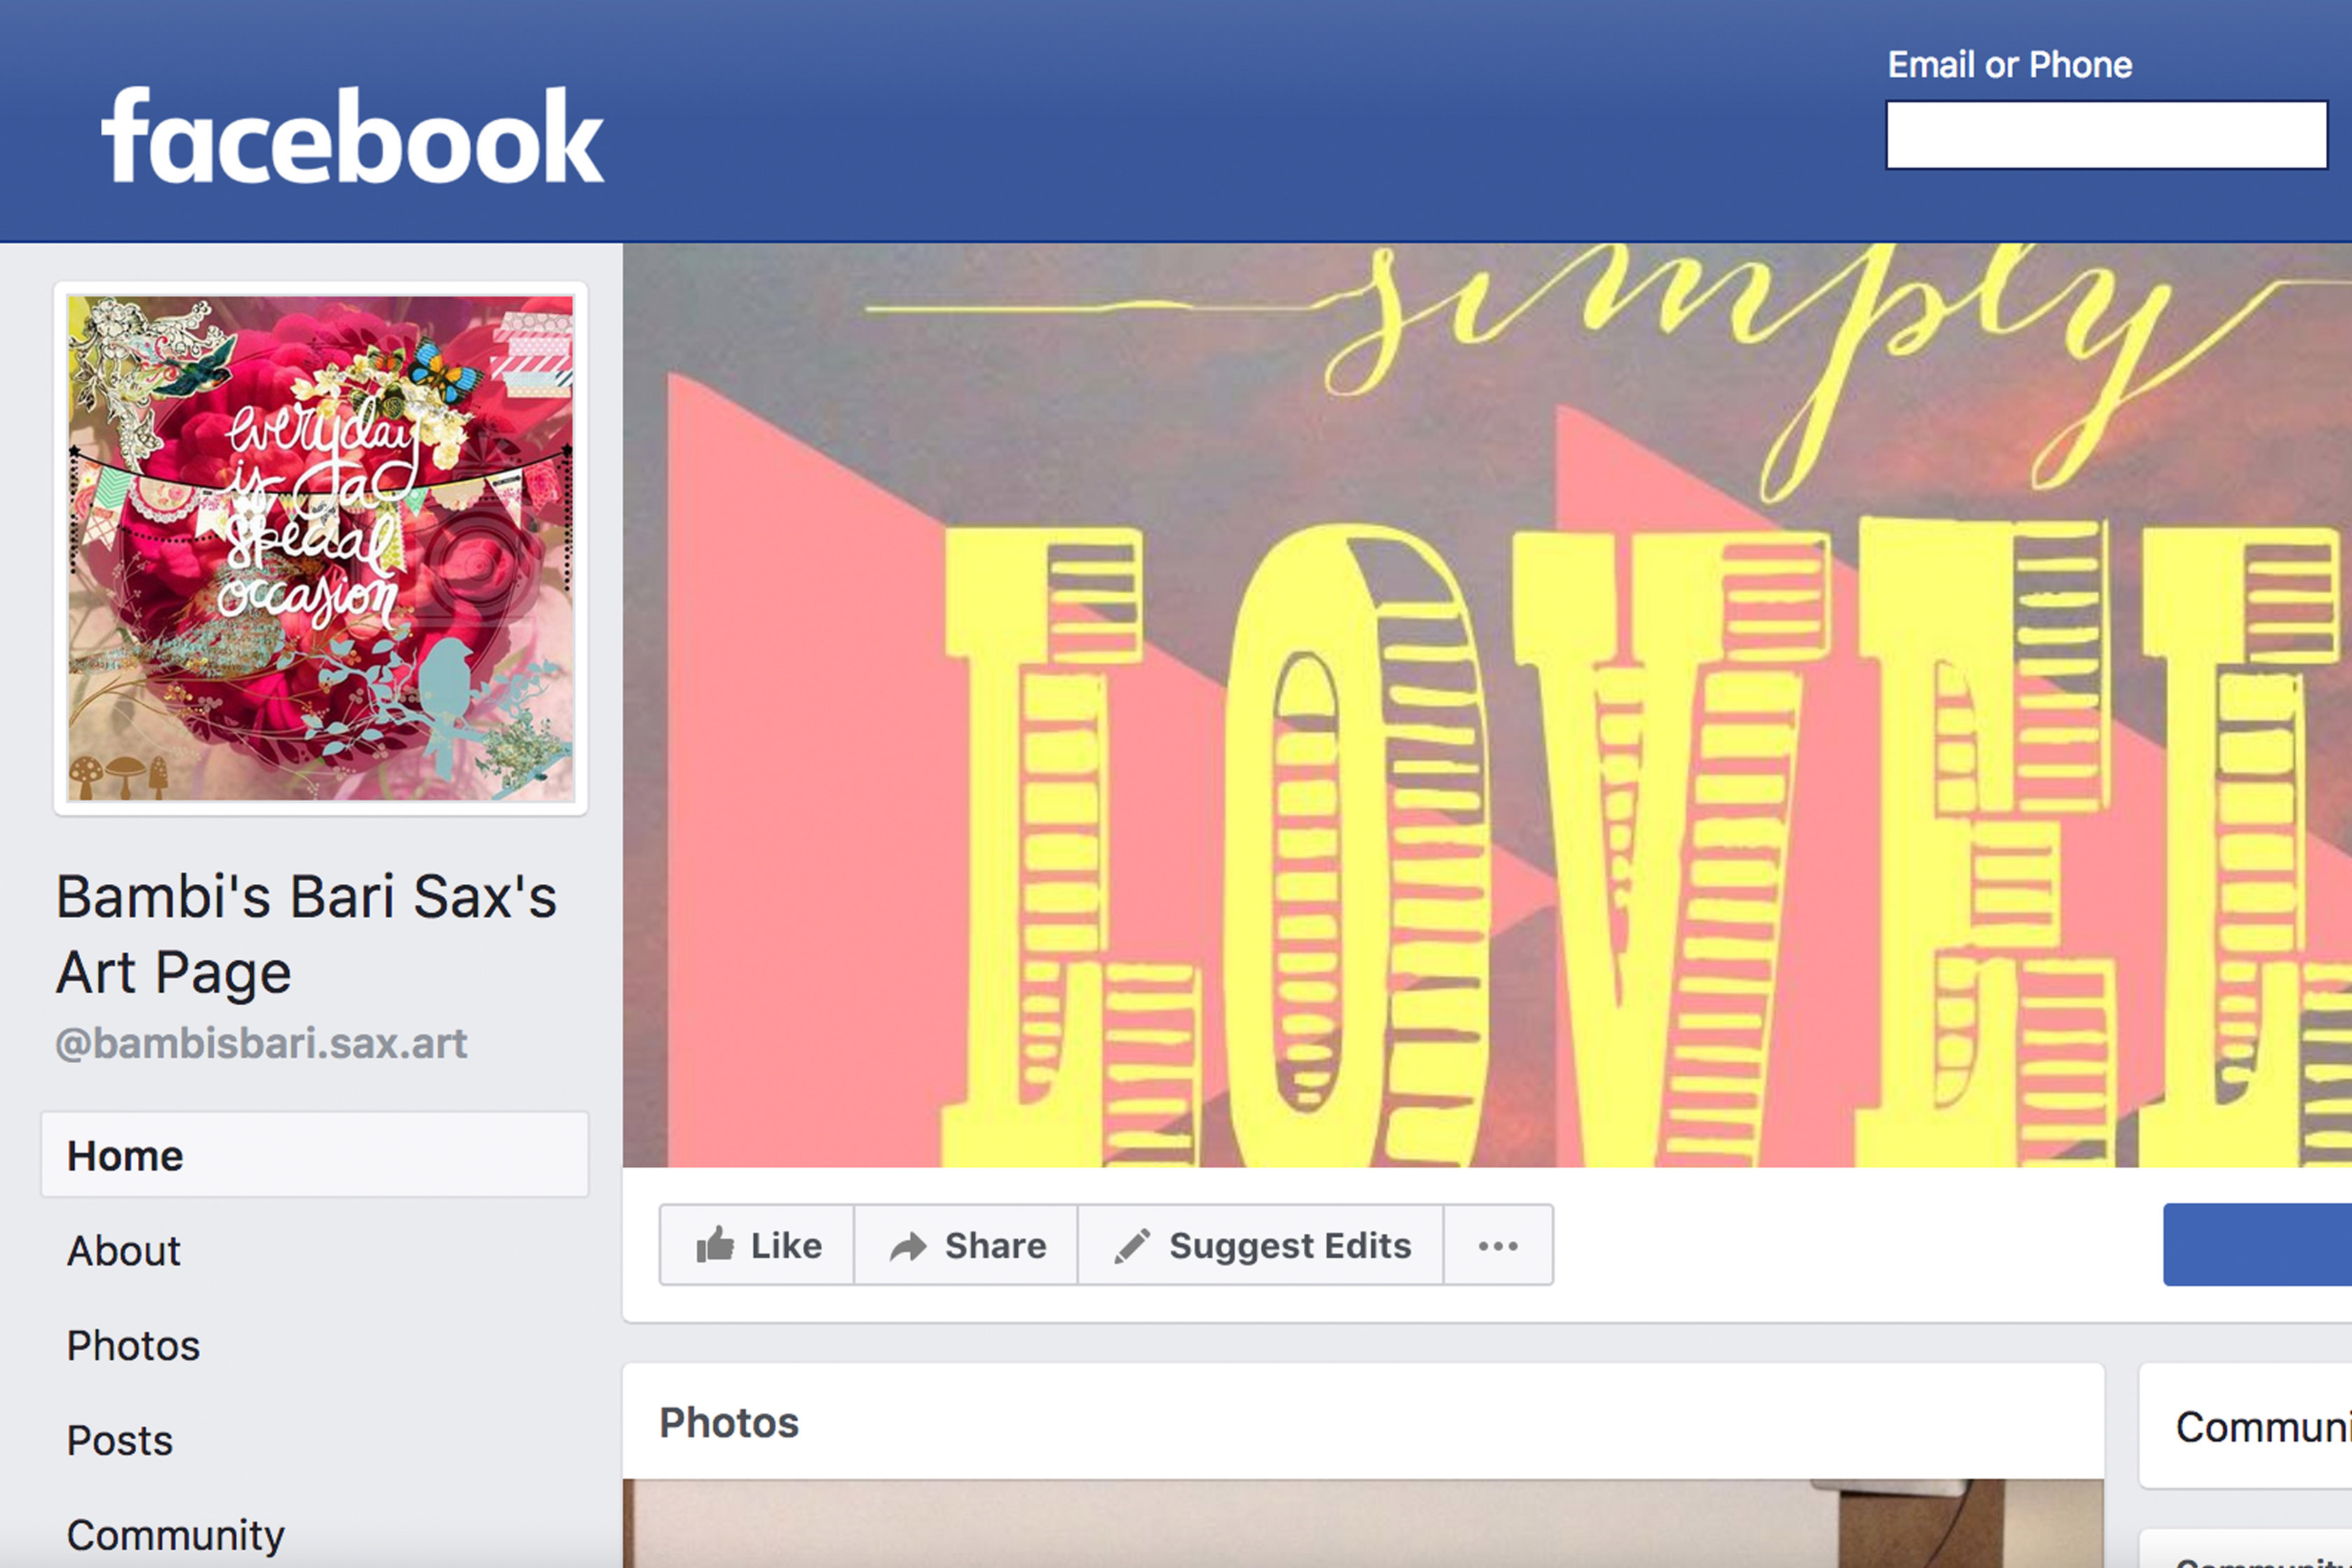 facebook
Email or Phone
everyday
is a
special
occasion
Bambi's Bari Sax's
Art Page
@bambisbari.sax.art
Home
About
Photos
Posts
Community
simply
LOVEL
Like
Share
Suggest Edits
Photos
Communi